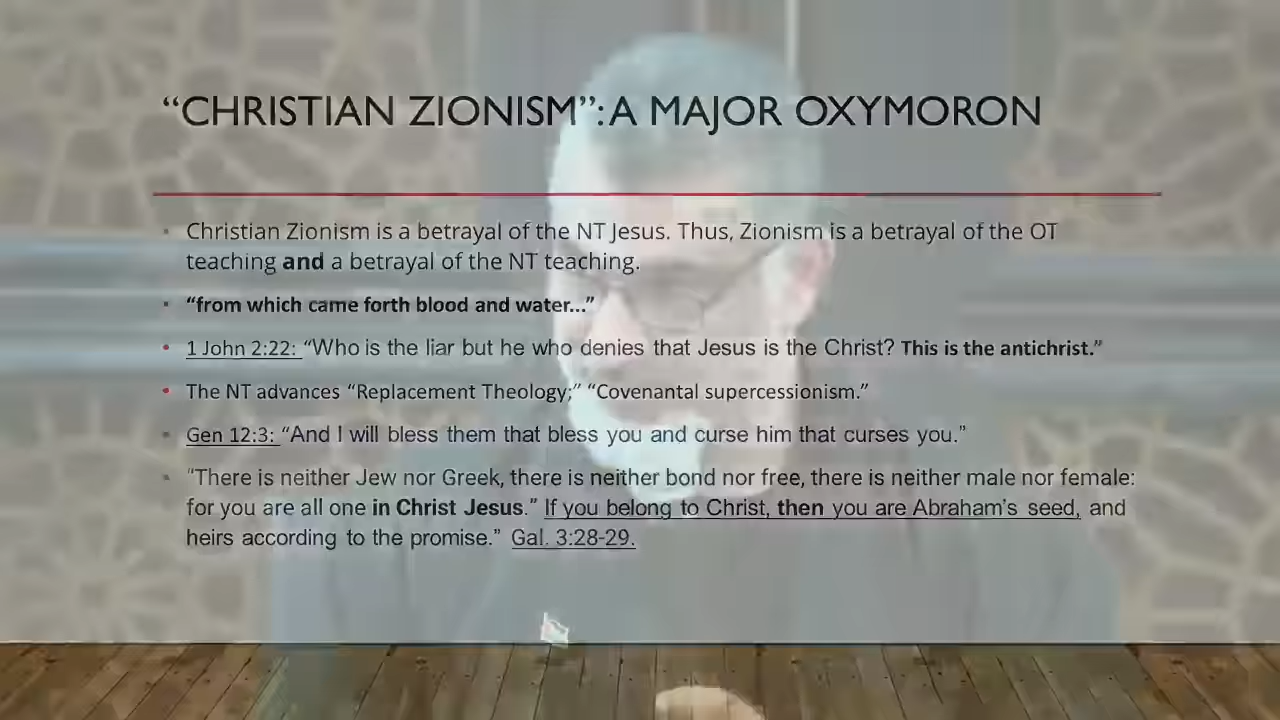 “CHRISTIAN ZIONISM”: A MAJOR OXYMORON
Christian Zionism is a betrayal of the NT Jesus. Thus, Zionism is a betrayal of the OT
teaching and a betrayal of the NT teaching.
“from which came forth blood and water...”
1 John 2:22: “Who is the liar but he who denies that Jesus is the Christ? This is the antichrist.”
The NT advances “Replacement Theology;” “Covenantal supercessionism.”
Gen 12:3: “And I will bless them that bless you and curse him that curses you.”
“There is neither Jew nor Greek, there is neither bond nor free, there is neither male nor female:
for you are all one in Christ Jesus.” If you belong to Christ, then you are Abraham’s seed, and
heirs according to the promise.” Gal. 3:28-29.